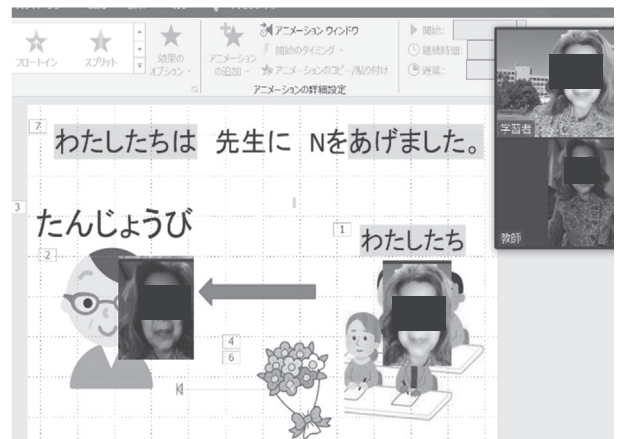 フロートイン
スプリット
効果の
オプション
アニメーション
の追加
アニメーション ウィンドウ
開始のタイミング
アニメーションのコピー/貼り付け
開始:
継続時間:
遅延:
アニメーションの詳細設定
学習者
教師
7
わたしたちは 先生に Nをあげました。
3
たんじょうび
1
わたしたち
2
4
6